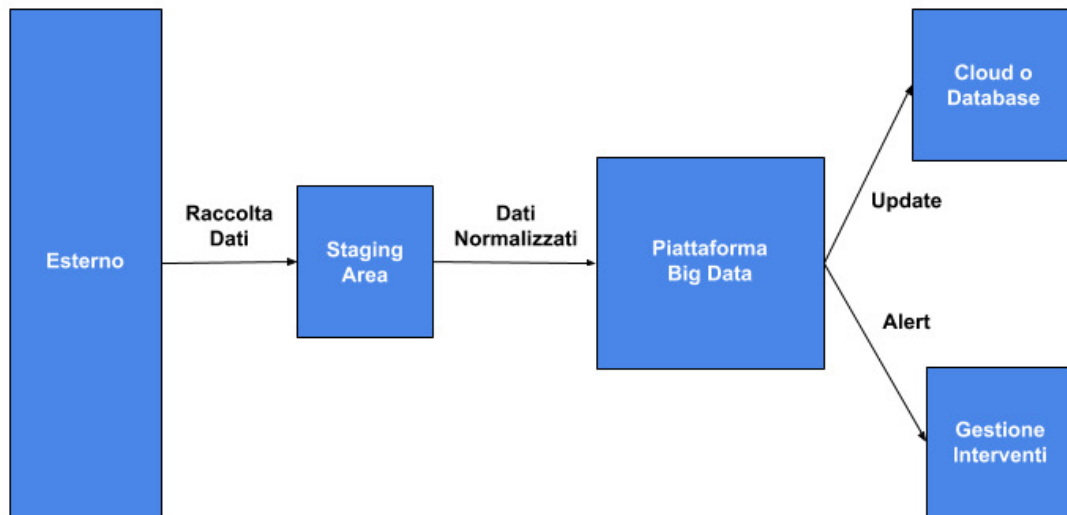 Esterno
Raccolta
Dati
Staging
Area
Dati
Normalizzati
Piattaforma
Big Data
Update
Cloud o
Database
Alert
Gestione
Interventi